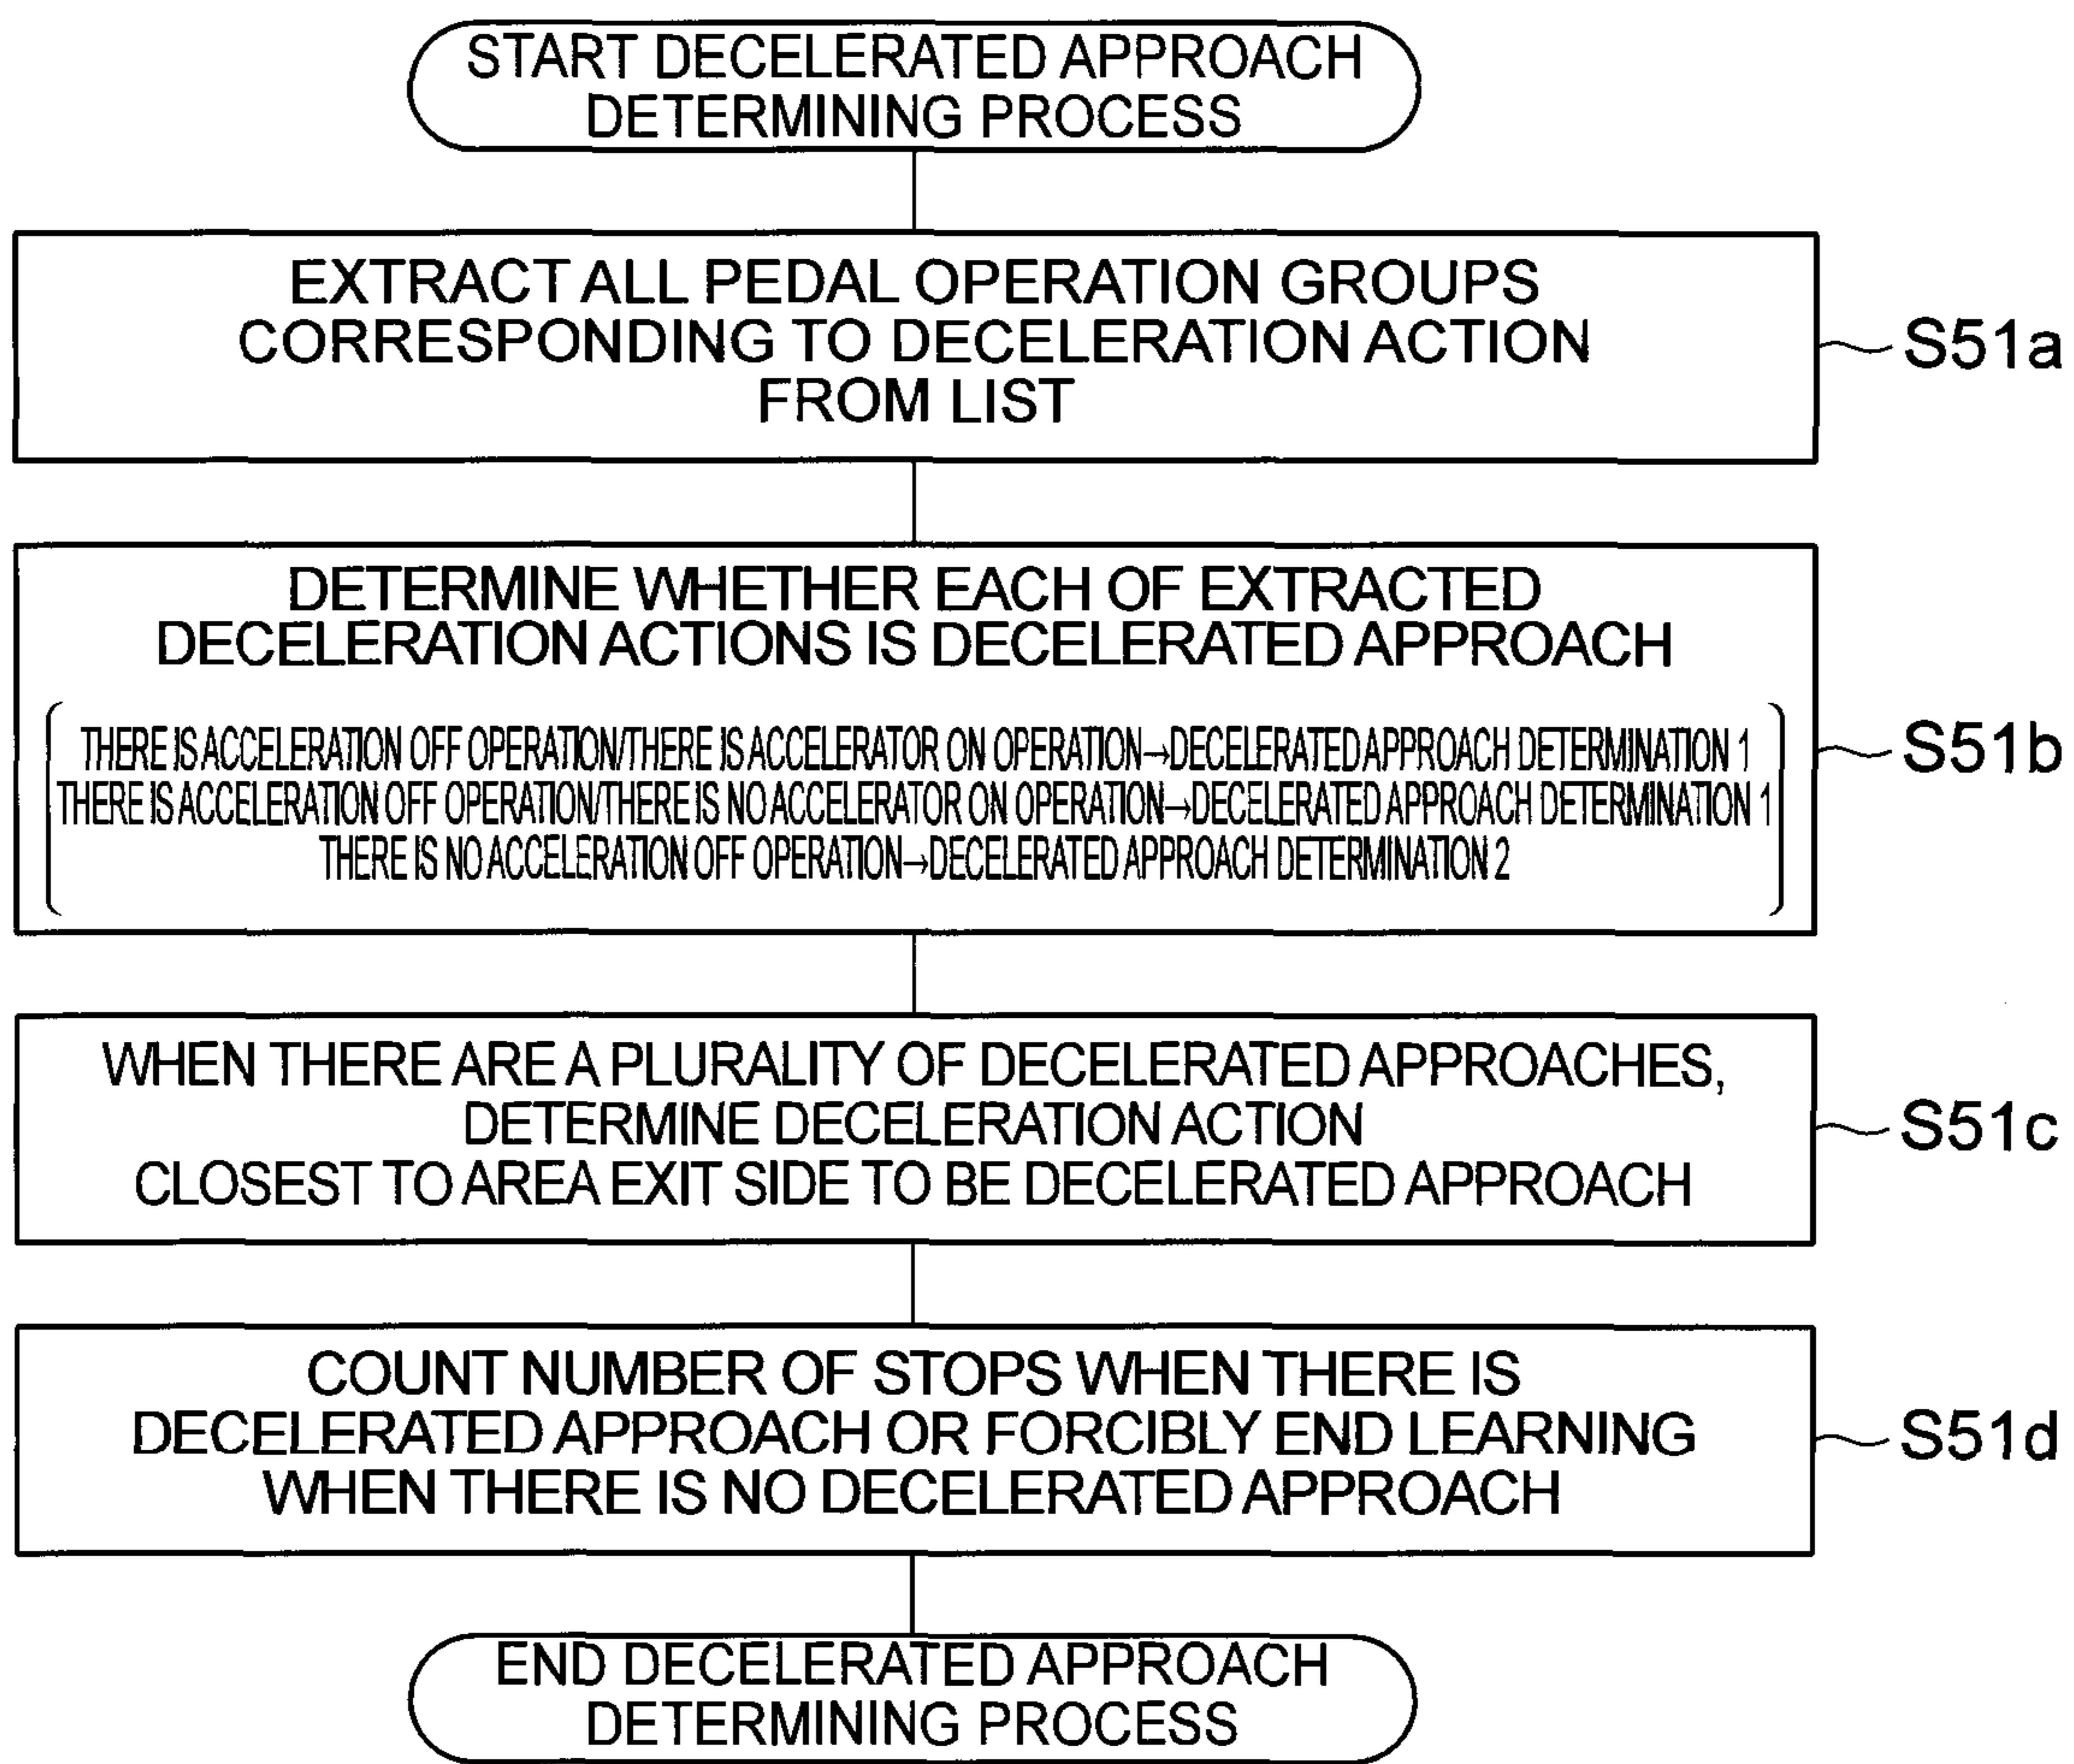 START DECELERATED APPROACH
DETERMINING PROCESS
EXTRACT ALL PEDAL OPERATION GROUPS
CORRESPONDING TO DECELERATION ACTION
FROM LIST
S51a
DETERMINE WHETHER EACH OF EXTRACTED
DECELERATION ACTIONS IS DECELERATED APPROACH
THERE IS ACCELERATION OFF OPERATION/THERE IS ACCELERATOR ON OPERATION→DECELERATED APPROACH DETERMINATION 1
THERE IS ACCELERATION OFF OPERATION/THERE IS NO ACCELERATOR ON OPERATION→DECELERATED APPROACH DETERMINATION 1
THERE IS NO ACCELERATION OFF OPERATION→DECELERATED APPROACH DETERMINATION 2
S51b
WHEN THERE ARE A PLURALITY OF DECELERATED APPROACHES,
DETERMINE DECELERATION ACTION
CLOSEST TO AREA EXIT SIDE TO BE DECELERATED APPROACH
S51c
COUNT NUMBER OF STOPS WHEN THERE IS
DECELERATED APPROACH OR FORCIBLY END LEARNING
WHEN THERE IS NO DECELERATED APPROACH
S51d
END DECELERATED APPROACH
DETERMINING PROCESS